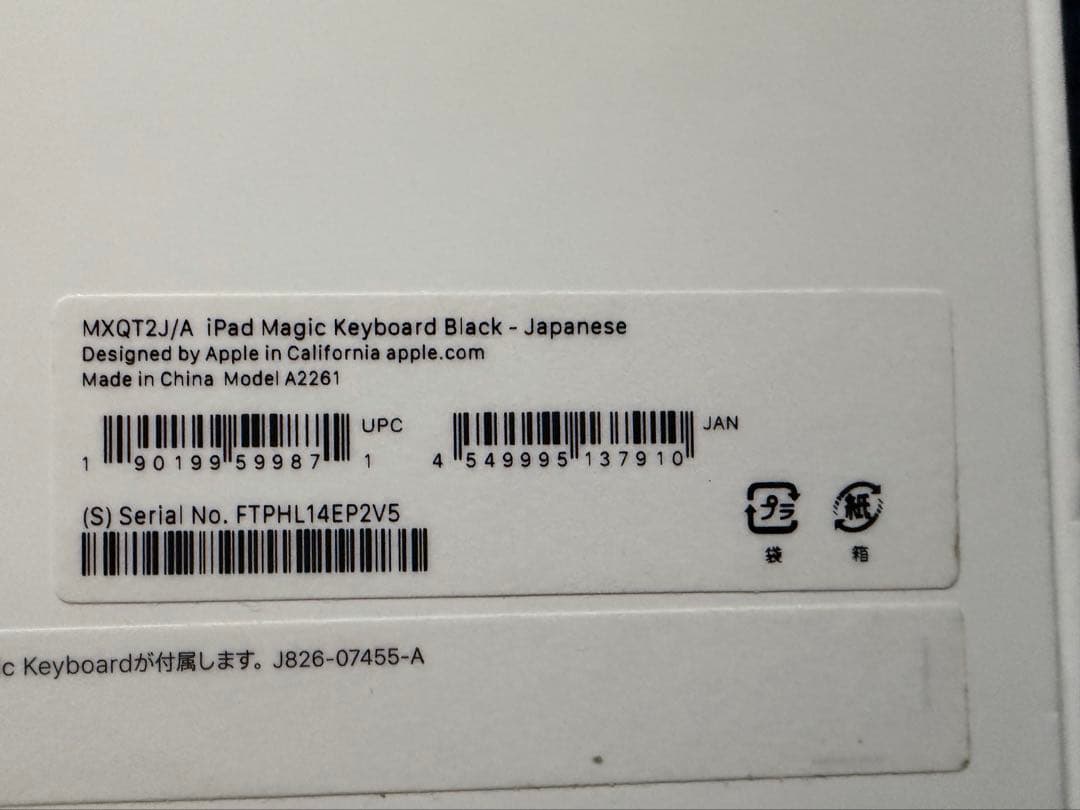 MXQT2J/A iPad Magic Keyboard Black - Japanese
Designed by Apple in California apple.com
Made in China Model A2261
1 90199 59987 1 UPC
4 549995 137910 JAN
(S) Serial No. FTPHL14EP2V5
プラ 紙
袋 箱
c Keyboardが付属します。J826-07455-A